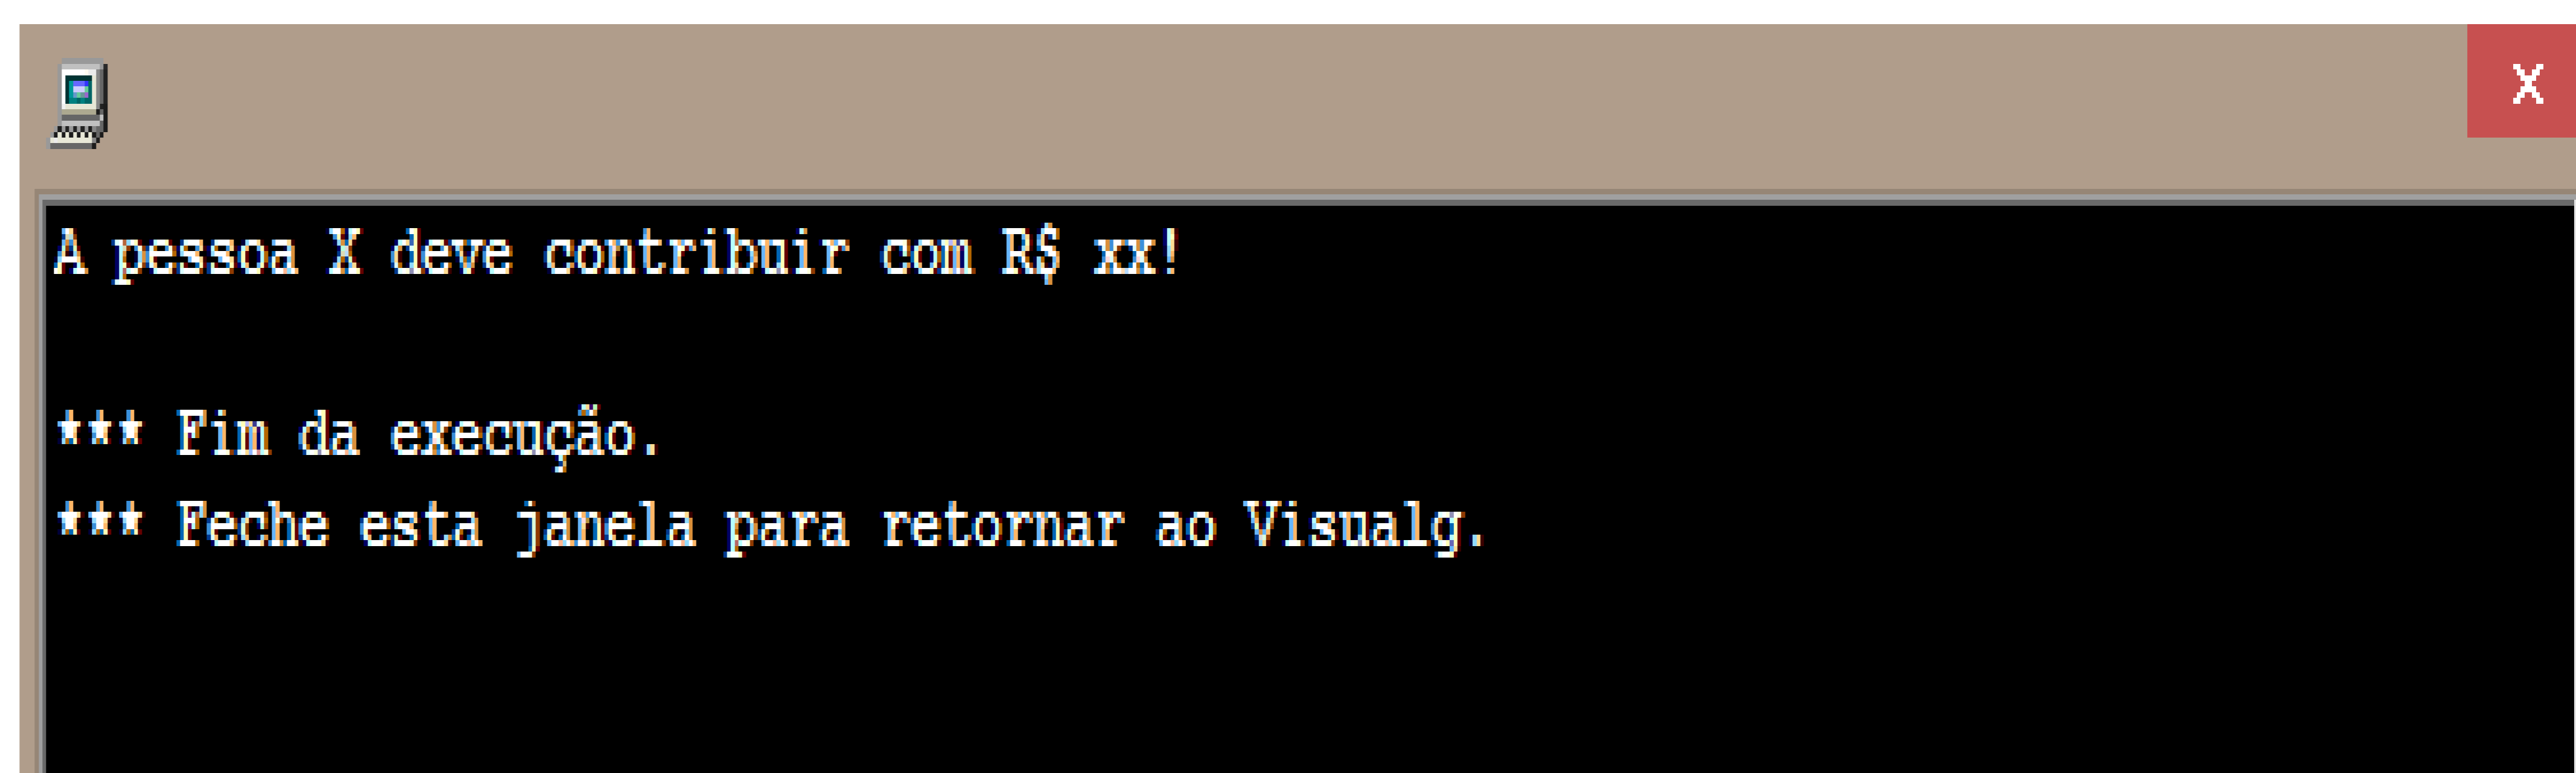 X
A pessoa X deve contribuir com R$ xx!
*** Fim da execução.
*** Feche esta janela para retornar ao Visualg.